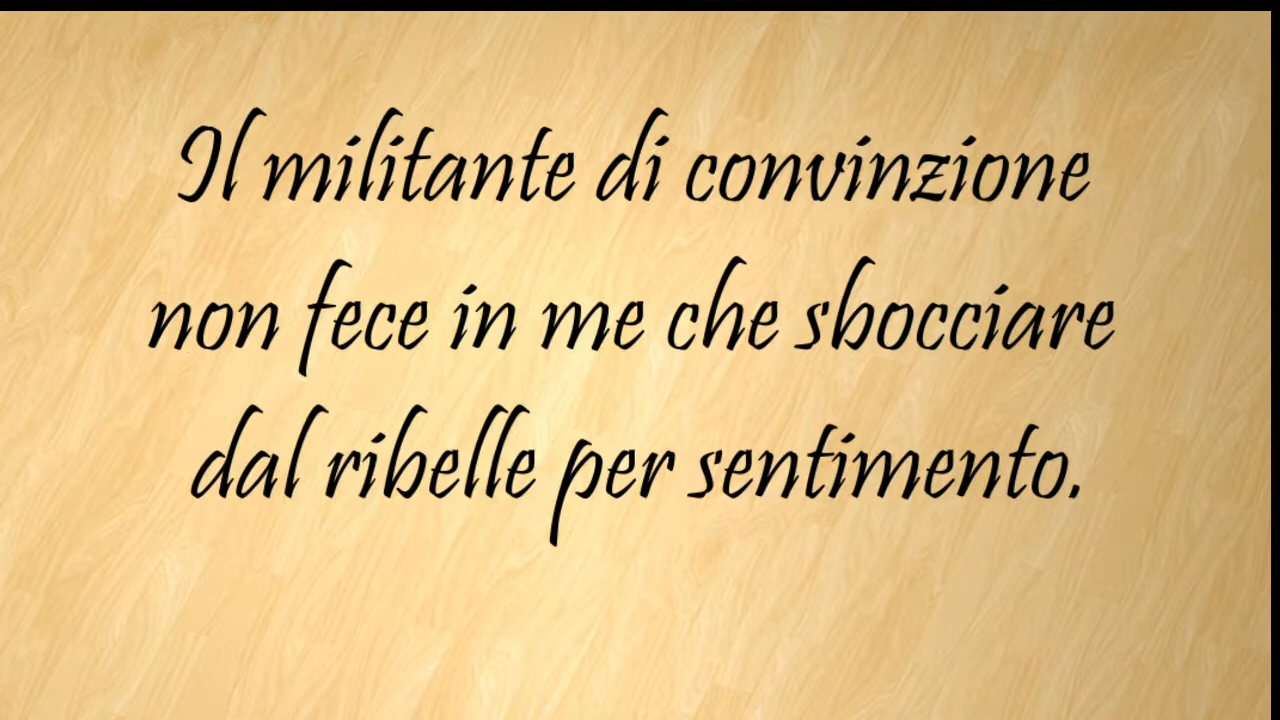 Il militante di convinzione
non fece in me che sbocciare
dal ribelle per sentimento.